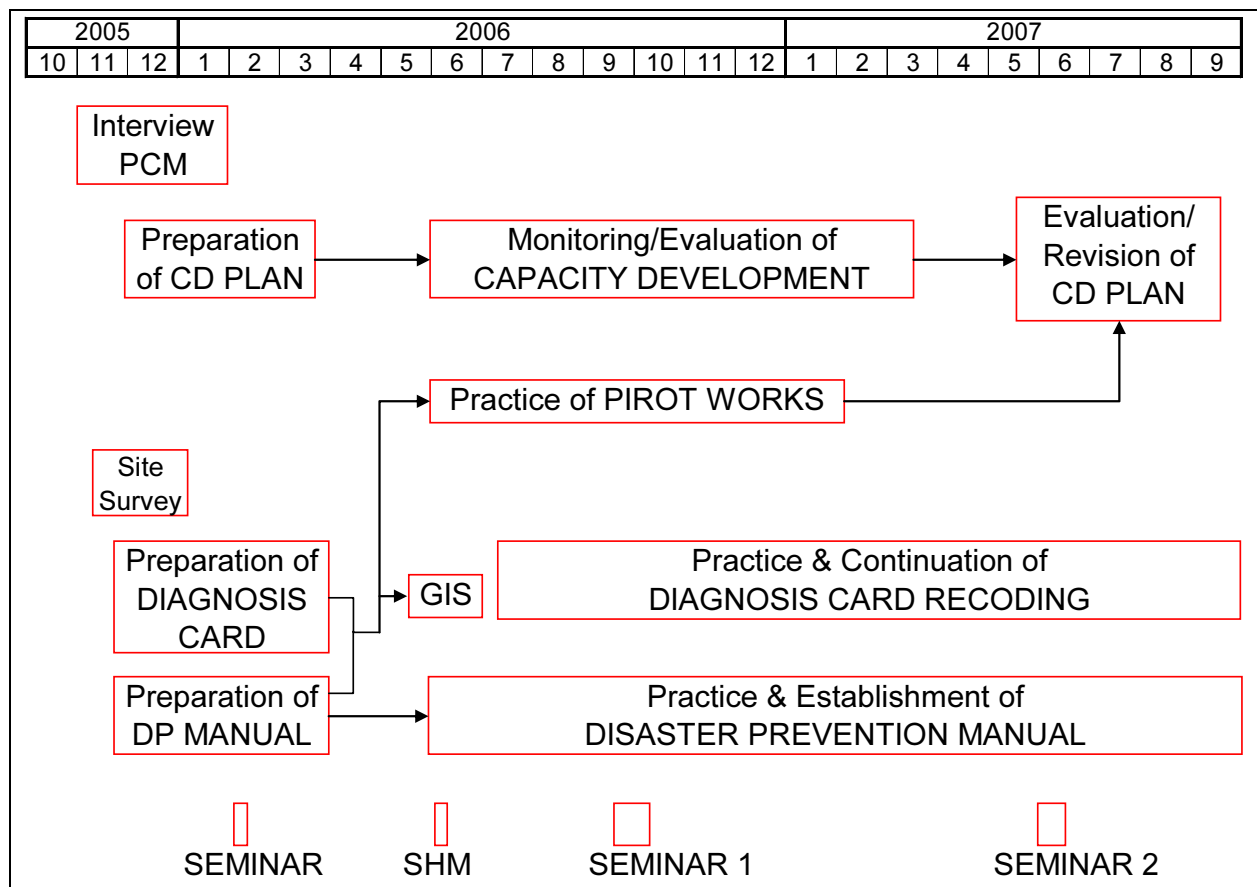 2005 2006 2007
10 11 12 1 2 3 4 5 6 7 8 9 10 11 12 1 2 3 4 5 6 7 8 9
Interview
PCM
Preparation
of CD PLAN
Monitoring/Evaluation of
CAPACITY DEVELOPMENT
Evaluation/
Revision of
CD PLAN
Practice of PIROT WORKS
Site
Survey
Preparation of
DIAGNOSIS
CARD
GIS
Practice & Continuation of
DIAGNOSIS CARD RECODING
Preparation of
DP MANUAL
Practice & Establishment of
DISASTER PREVENTION MANUAL
SEMINAR SHM SEMINAR 1 SEMINAR 2